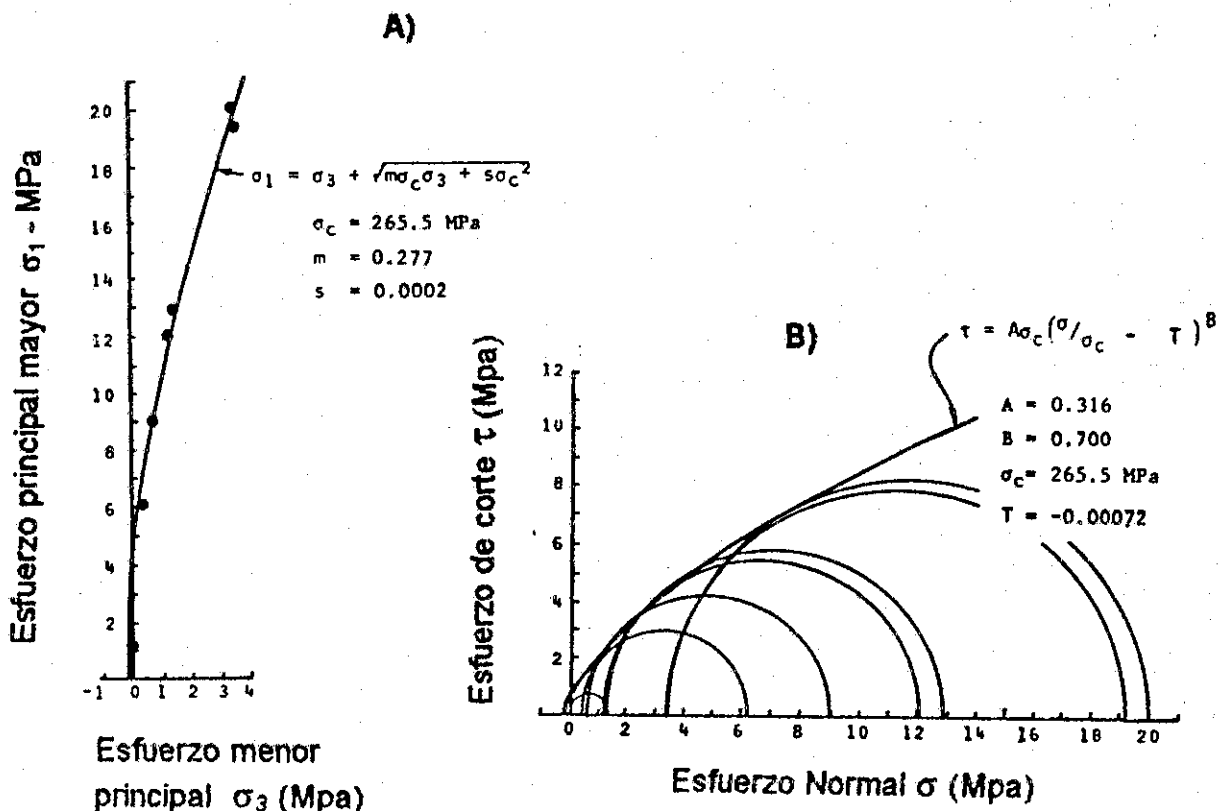 A)
Esfuerzo principal mayor σ₁ - MPa
20
18
16
14
12
10
8
6
4
2
-1 0 1 2 3 4
Esfuerzo menor
principal σ₃ (Mpa)
σ₁ = σ₃ + √mσcσ₃ + sσc²
σc = 265.5 MPa
m = 0.277
s = 0.0002
B)
Esfuerzo de corte τ (Mpa)
12
10
8
6
4
2
0 2 4 6 8 10 12 14 16 18 20
Esfuerzo Normal σ (Mpa)
τ = Aσc(σ/σc - T)ᴮ
A = 0.316
B = 0.700
σc= 265.5 MPa
T = -0.00072